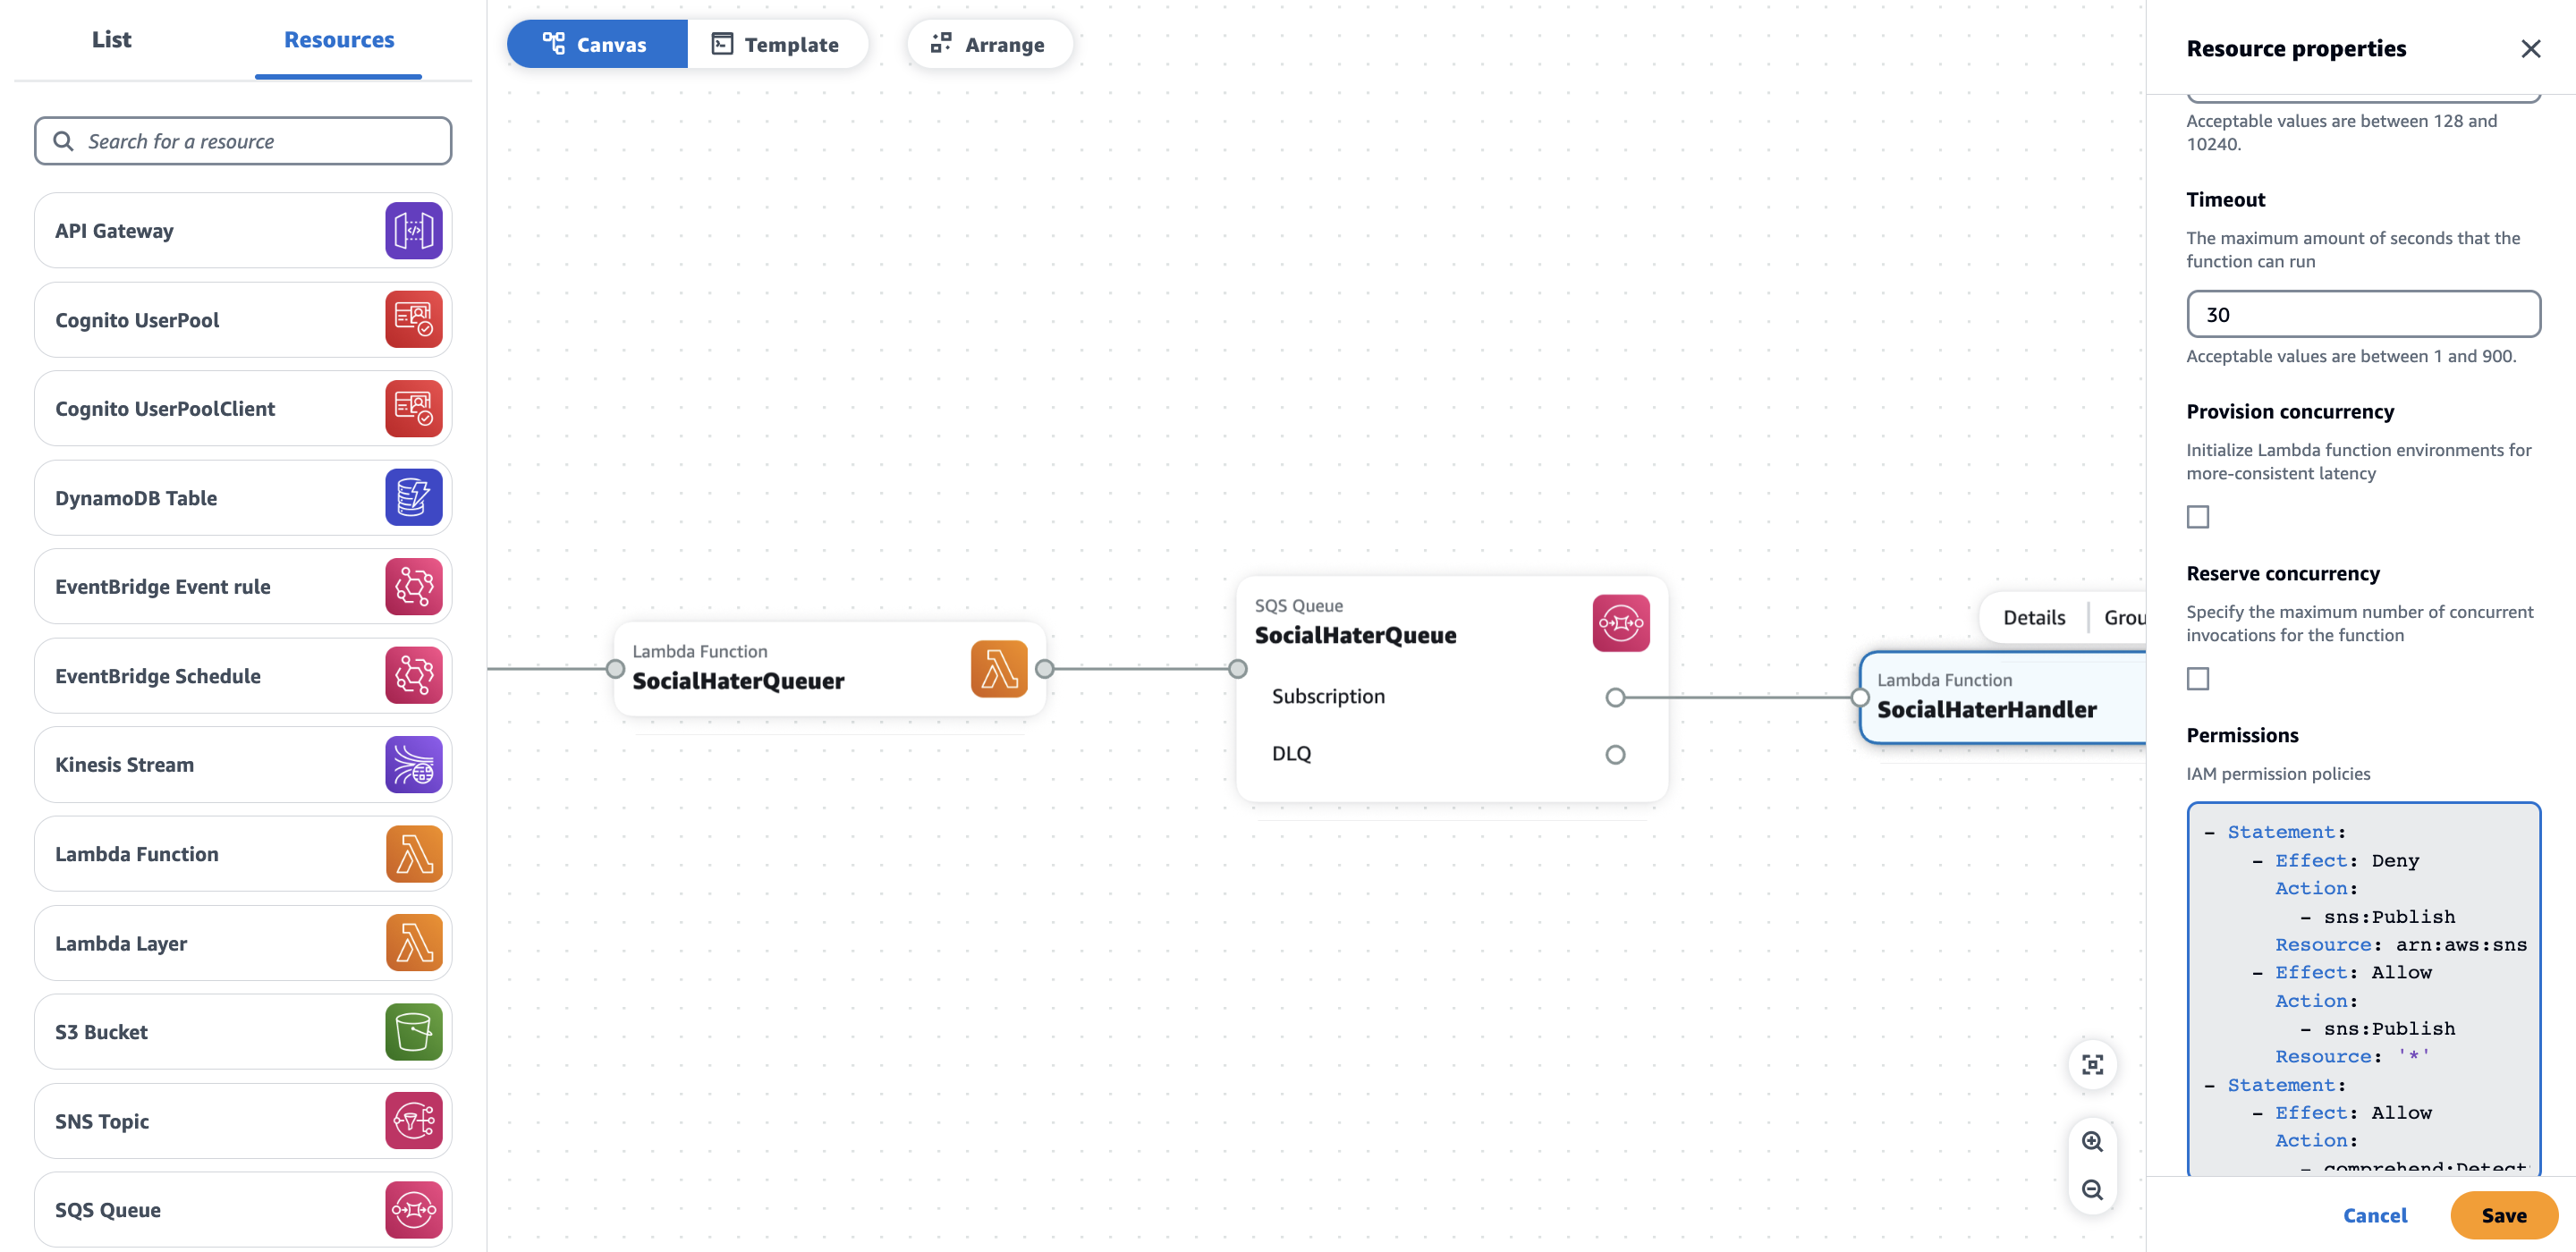 List
Resources
Search for a resource
API Gateway
Cognito UserPool
Cognito UserPoolClient
DynamoDB Table
EventBridge Event rule
EventBridge Schedule
Kinesis Stream
Lambda Function
Lambda Layer
S3 Bucket
SNS Topic
SQS Queue
Canvas
Template
Arrange
Lambda Function
SocialHaterQueuer
SQS Queue
SocialHaterQueue
Subscription
DLQ
Details
Grou
Lambda Function
SocialHaterHandler
Resource properties
Acceptable values are between 128 and
10240.
Timeout
The maximum amount of seconds that the
function can run
30
Acceptable values are between 1 and 900.
Provision concurrency
Initialize Lambda function environments for
more-consistent latency
Reserve concurrency
Specify the maximum number of concurrent
invocations for the function
Permissions
IAM permission policies
- Statement:
- Effect: Deny
Action:
- sns:Publish
Resource: arn:aws:sns
- Effect: Allow
Action:
- sns:Publish
Resource: '*'
- Statement:
- Effect: Allow
Action:
- comprehend:Detect
Cancel
Save